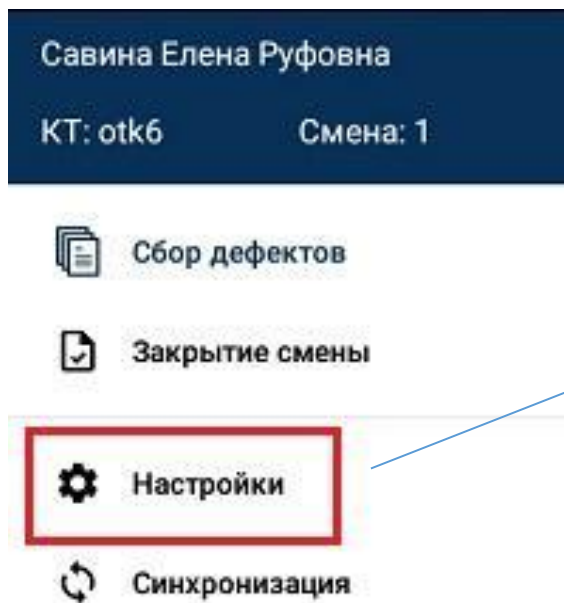 Савина Елена Руфовна
КТ: otk6 Смена: 1
Сбор дефектов
Закрытие смены
Настройки
Синхронизация